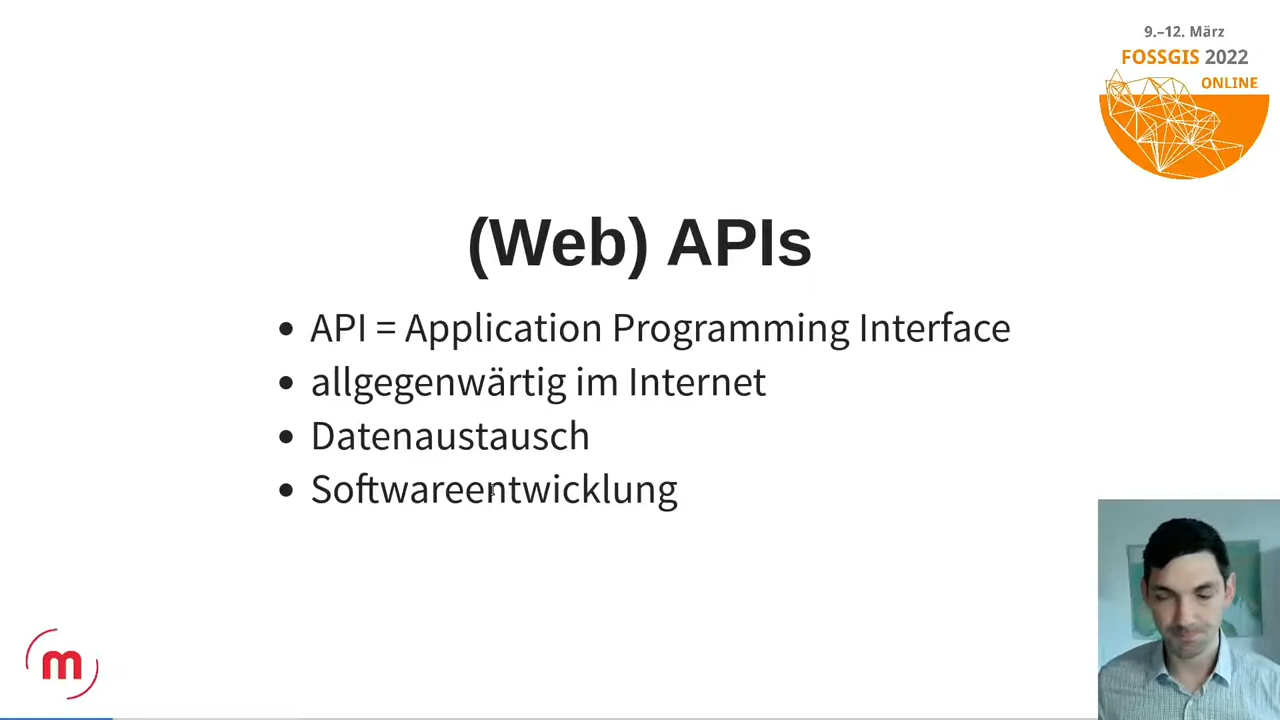 9.–12. März
FOSSGIS 2022
ONLINE
(Web) APIs
API = Application Programming Interface
allgegenwärtig im Internet
Datenaustausch
Softwareentwicklung
m